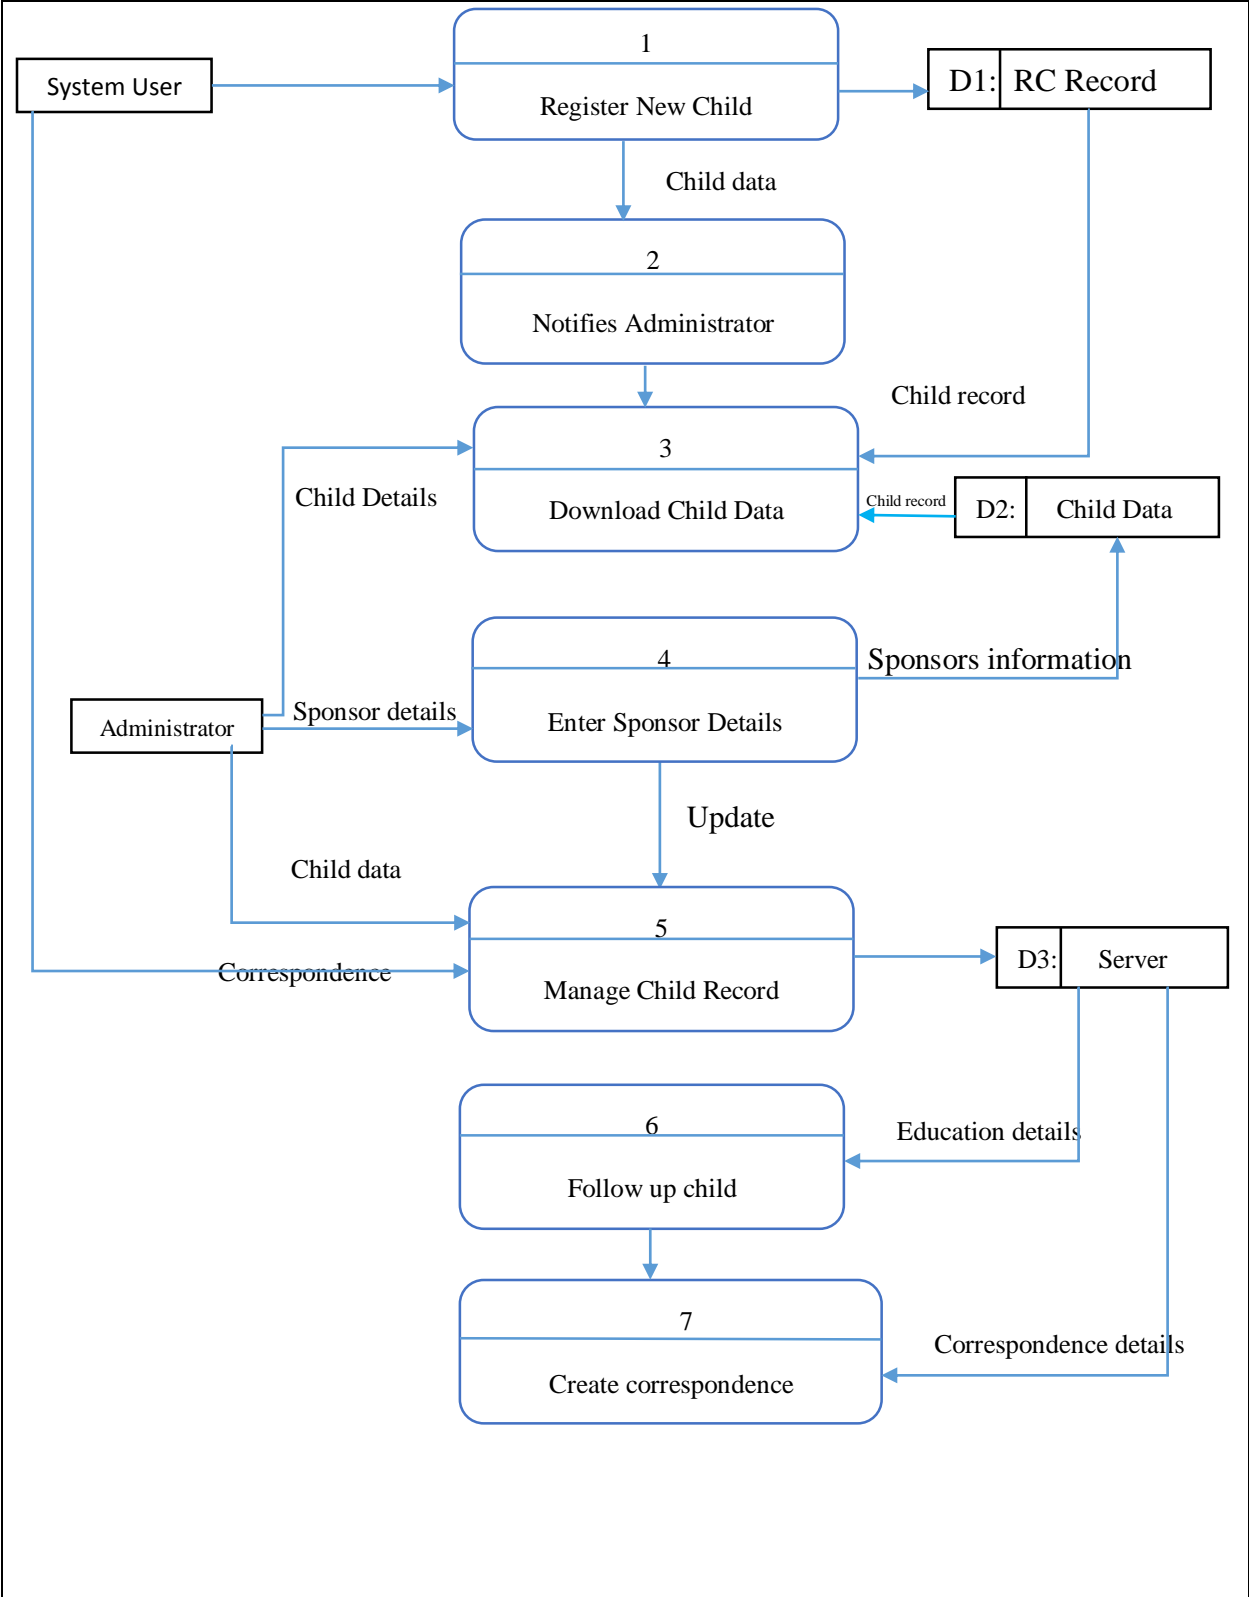 1
System User
D1: RC Record
Register New Child
Child data
2
Notifies Administrator
Child record
3
Child Details
Download Child Data
Child record
D2: Child Data
4
Sponsors information
Sponsor details
Enter Sponsor Details
Administrator
Update
Child data
5
Correspondence
Manage Child Record
D3: Server
6
Education details
Follow up child
7
Correspondence details
Create correspondence